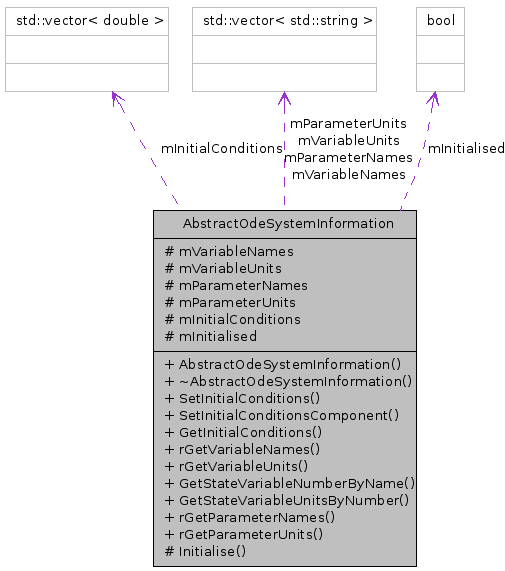 std::vector< double >
std::vector< std::string >
bool
mParameterUnits
mVariableUnits
mInitialConditions
mParameterNames
mInitialised
mVariableNames
AbstractOdeSystemInformation
# mVariableNames
# mVariableUnits
# mParameterNames
# mParameterUnits
# mInitialConditions
# mInitialised
+ AbstractOdeSystemInformation()
+ ~AbstractOdeSystemInformation()
+ SetInitialConditions()
+ SetInitialConditionsComponent()
+ GetInitialConditions()
+ rGetVariableNames()
+ rGetVariableUnits()
+ GetStateVariableNumberByName()
+ GetStateVariableUnitsByNumber()
+ rGetParameterNames()
+ rGetParameterUnits()
# Initialise()